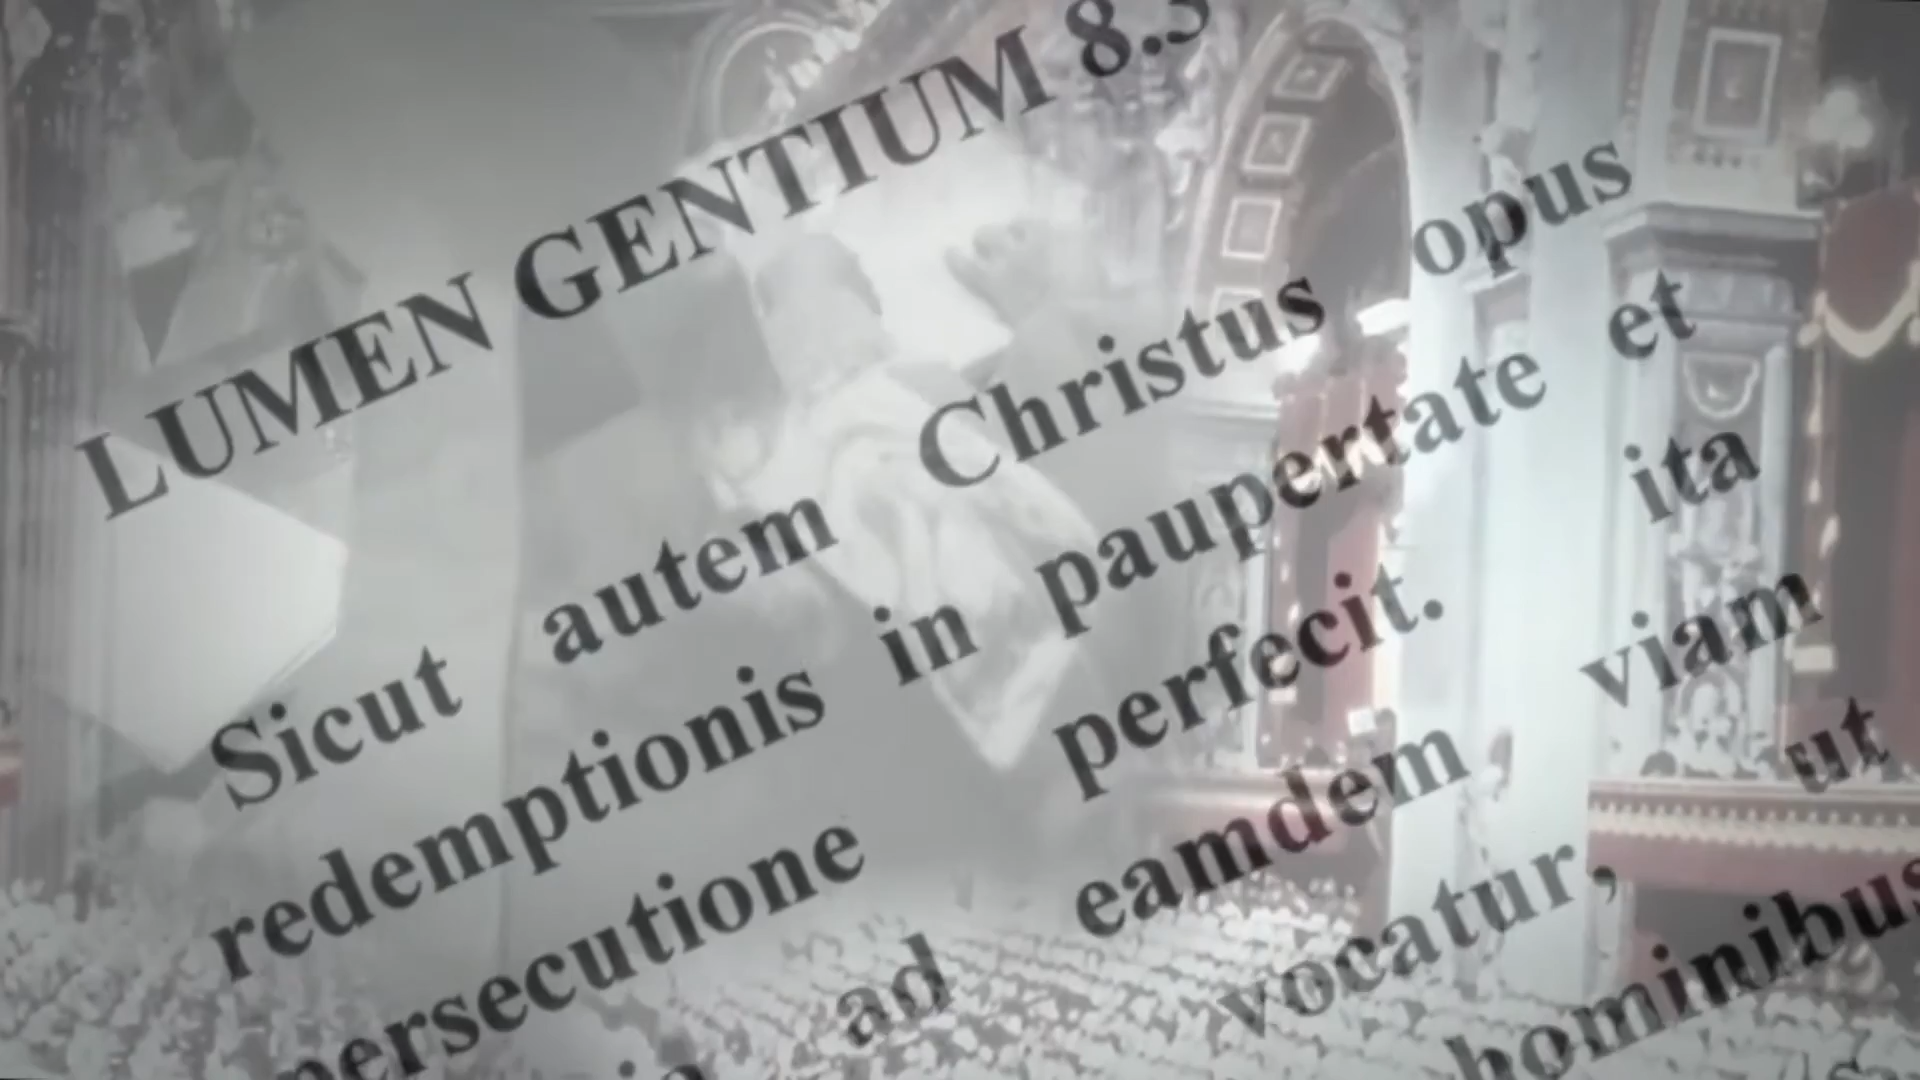 LUMEN GENTIUM 8.3
Sicut autem Christus opus
redemptionis in paupertate et
persecutione perfecit. ita
ad eamdem viam
vocatur, ut
hominibus